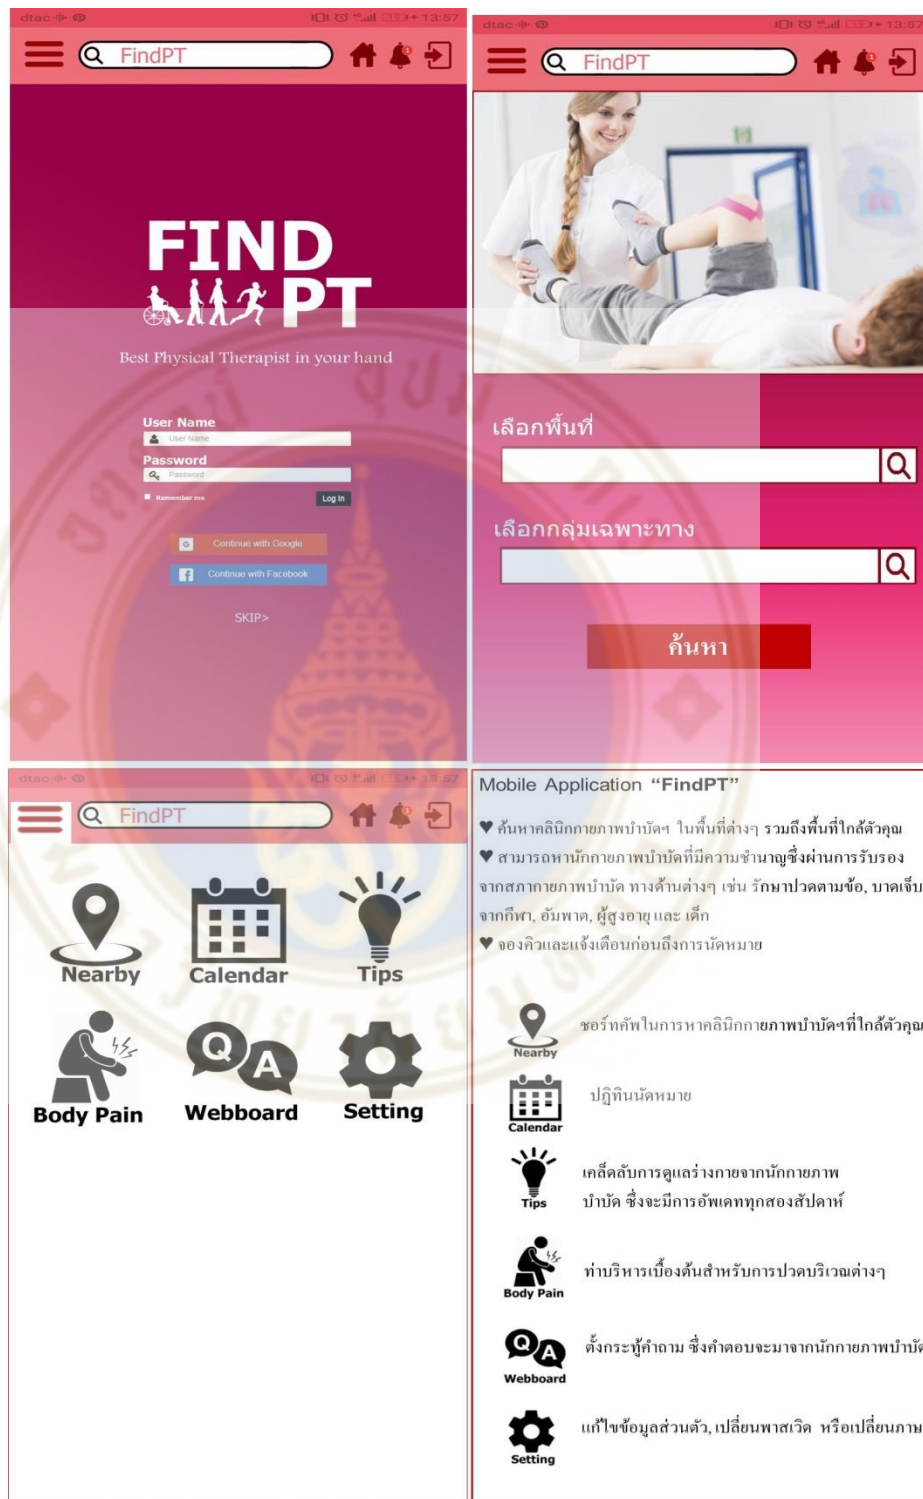 dtac 13:57
FindPT
1
FIND
PT
Best Physical Therapist in your hand
User Name
User Name
Password
Password
Remember me
Log In
G Continue with Google
f Continue with Facebook
SKIP>
dtac 13:57
FindPT
1
เลือกพื้นที่
เลือกกลุ่มเฉพาะทาง
ค้นหา
dtac 13:57
FindPT
1
Nearby Calendar Tips
Q A
Body Pain Webboard Setting
Mobile Application “FindPT”
♥ ค้นหาคลินิกกายภาพบำบัดฯ ในพื้นที่ต่างๆ รวมถึงพื้นที่ใกล้ตัวคุณ
♥ สามารถหานักกายภาพบำบัดที่มีความชำนาญซึ่งผ่านการรับรอง
จากสภากายภาพบำบัด ทางด้านต่างๆ เช่น รักษาปวดตามข้อ, บาดเจ็บ
จากกีฬา, อัมพาต, ผู้สูงอายุ และ เด็ก
♥ จองคิวและแจ้งเตือนก่อนถึงการนัดหมาย
ชอร์ทคัทในการหาคลินิกกายภาพบำบัดฯที่ใกล้ตัวคุณ
Nearby
ปฏิทินนัดหมาย
Calendar
เคล็ดลับการดูแลร่างกายจากนักกายภาพ
บำบัด ซึ่งจะมีการอัพเดททุกสองสัปดาห์
Tips
ท่าบริหารเบื้องต้นสำหรับการปวดบริเวณต่างๆ
Body Pain
Q A
ตั้งกระทู้คำถาม ซึ่งคำตอบจะมาจากนักกายภาพบำบัด
Webboard
แก้ไขข้อมูลส่วนตัว, เปลี่ยนพาสเวิด หรือเปลี่ยนภาษ
Setting